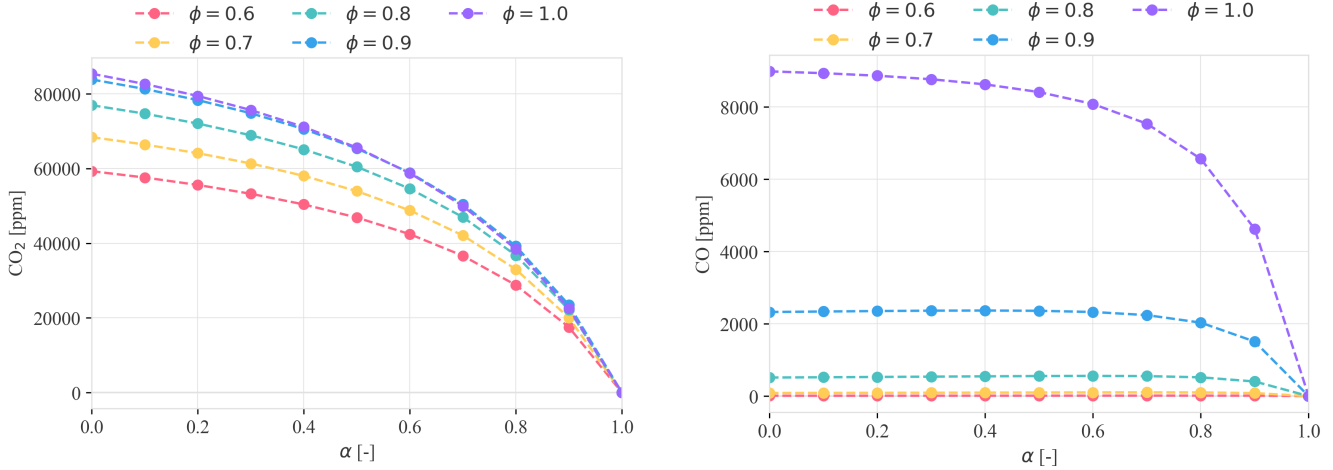 ϕ = 0.6 ϕ = 0.8 ϕ = 1.0
ϕ = 0.7 ϕ = 0.9
80000
60000
40000
20000
0
CO₂ [ppm]
0.0 0.2 0.4 0.6 0.8 1.0
α [-]
ϕ = 0.6 ϕ = 0.8 ϕ = 1.0
ϕ = 0.7 ϕ = 0.9
8000
6000
4000
2000
0
CO [ppm]
0.0 0.2 0.4 0.6 0.8 1.0
α [-]